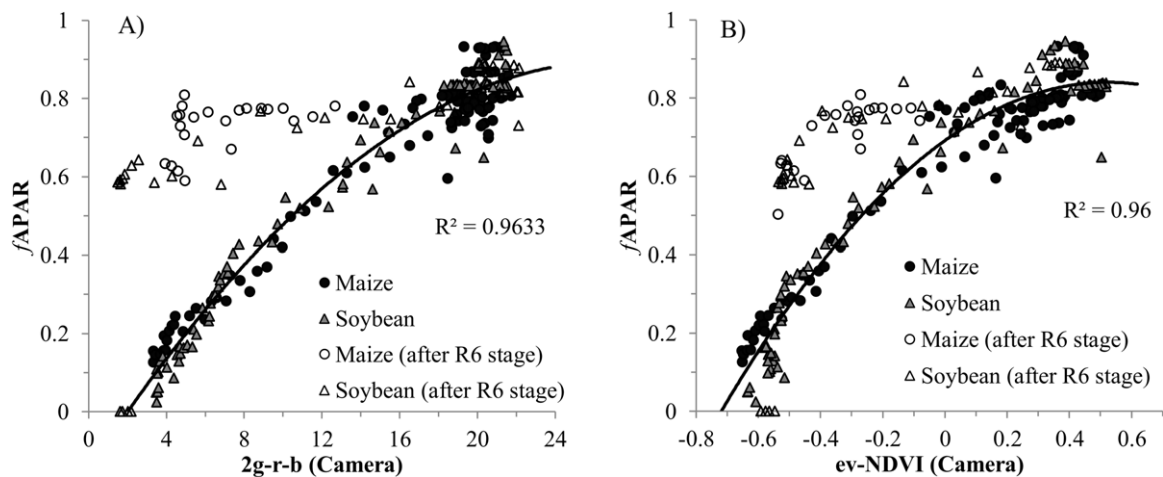 A)
1
0.8
0.6
0.4
0.2
0
fAPAR
R² = 0.9633
Maize
Soybean
Maize (after R6 stage)
Soybean (after R6 stage)
0 4 8 12 16 20 24
2g-r-b (Camera)
B)
1
0.8
0.6
0.4
0.2
0
fAPAR
R² = 0.96
Maize
Soybean
Maize (after R6 stage)
Soybean (after R6 stage)
-0.8 -0.6 -0.4 -0.2 0 0.2 0.4 0.6
ev-NDVI (Camera)